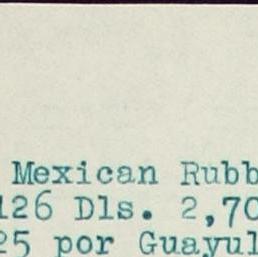 Mexican Rubb
126 Dls. 2,70
25 por Guayul